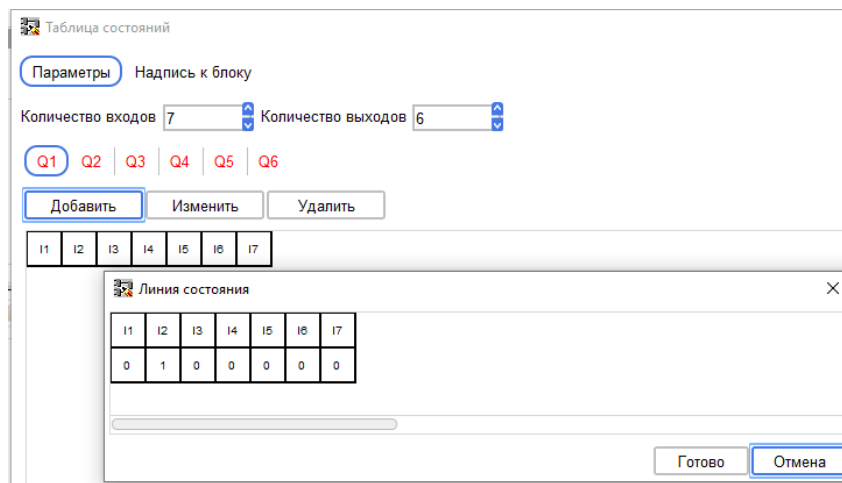 Таблица состояний
Параметры Надпись к блоку
Количество входов 7 Количество выходов 6
Q1 Q2 Q3 Q4 Q5 Q6
Добавить Изменить Удалить
I1 I2 I3 I4 I5 I6 I7
Линия состояния
I1 I2 I3 I4 I5 I6 I7
0 1 0 0 0 0 0
Готово Отмена